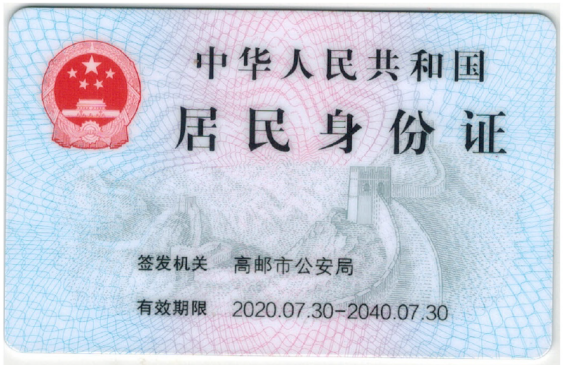 中华人民共和国
居民身份证
签发机关 高邮市公安局
有效期限 2020.07.30-2040.07.30